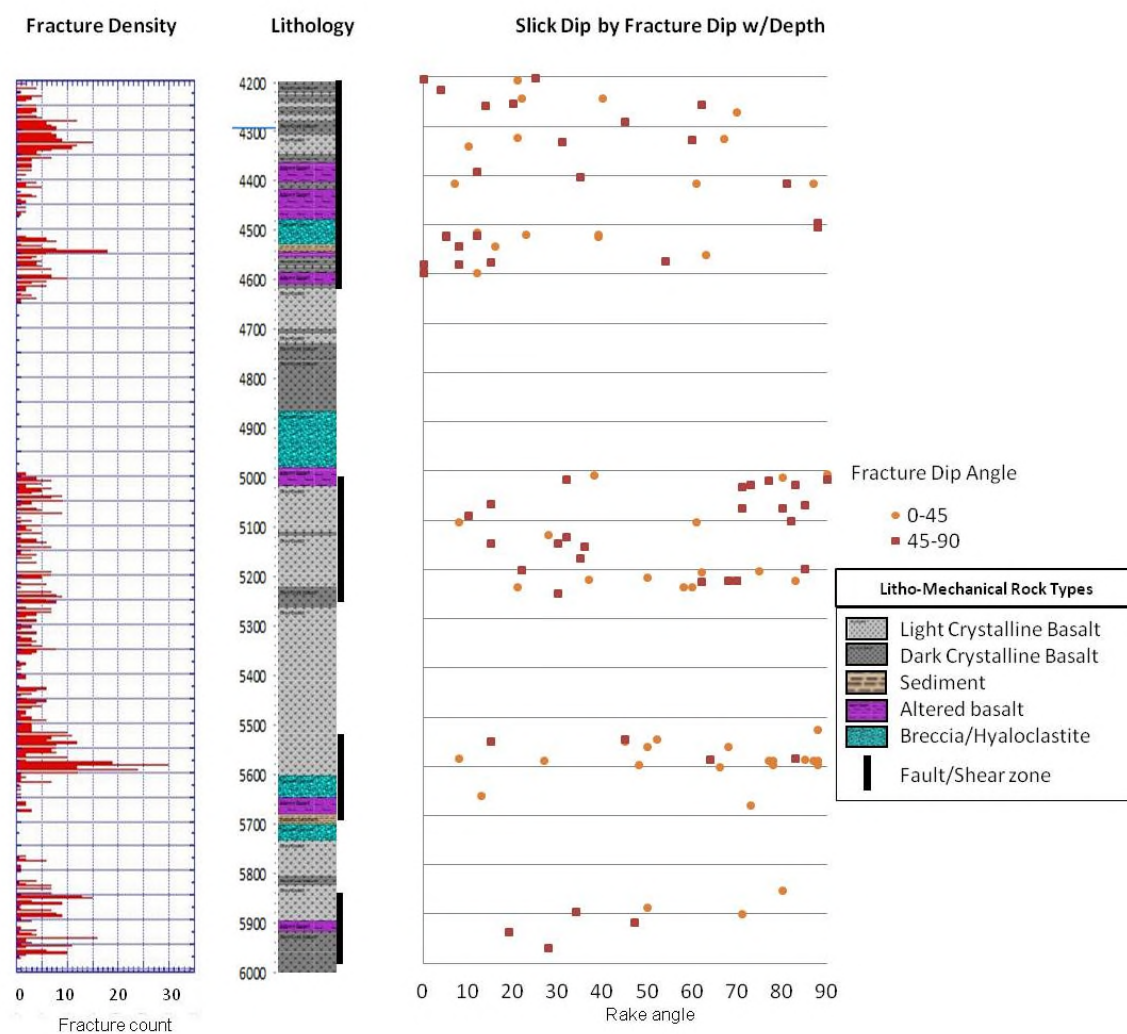 Fracture Density
Lithology
Slick Dip by Fracture Dip w/Depth
4200
4300
4400
4500
4600
4700
4000
4800
4900
5000
5100
5200
5300
5400
5500
5600
5700
5800
5900
6000
0 10 20 30
Fracture count
0 10 20 30 40 50 60 70 80 90
Rake angle
Fracture Dip Angle
0-45
45-90
Litho-Mechanical Rock Types
Light Crystalline Basalt
Dark Crystalline Basalt
Sediment
Altered basalt
Breccia/Hyaloclastite
Fault/Shear zone